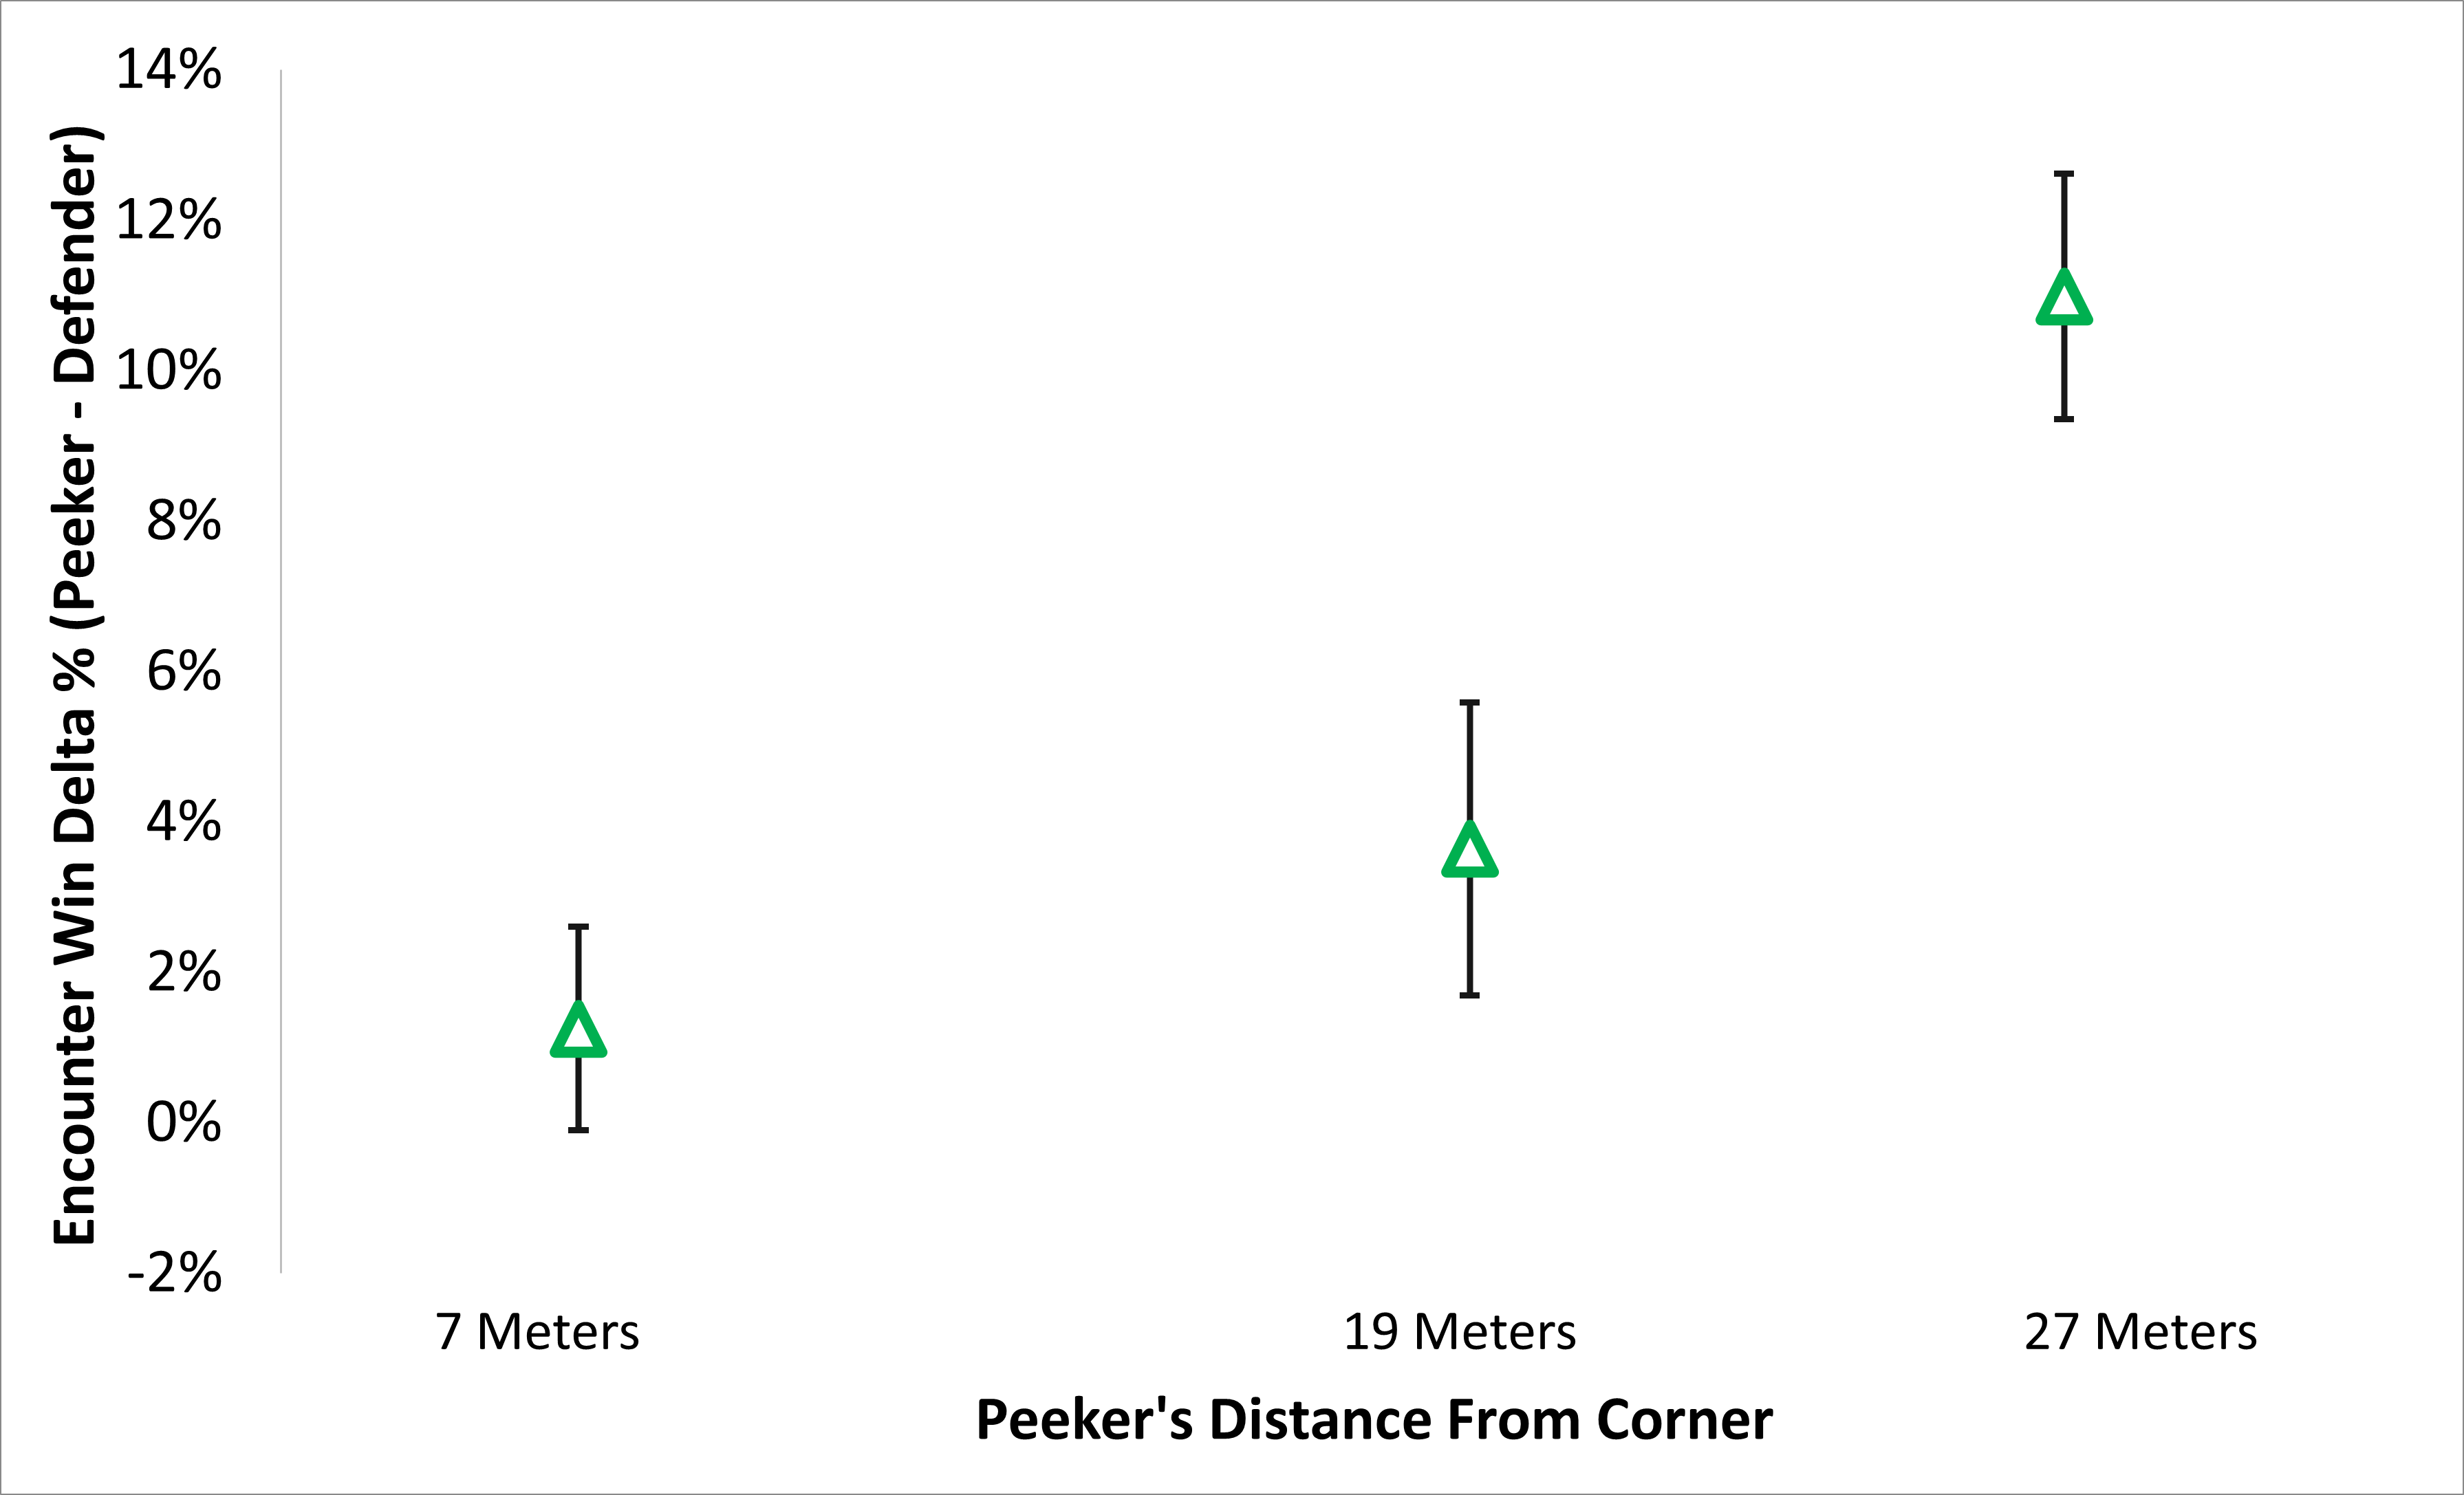 Encounter Win Delta % (Peeker - Defender)
14%
12%
10%
8%
6%
4%
2%
0%
-2%
7 Meters
19 Meters
27 Meters
Peeker's Distance From Corner